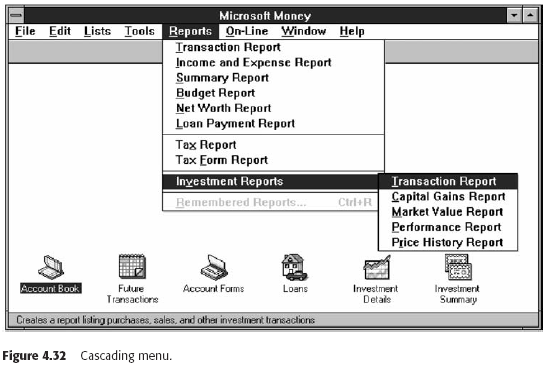 Microsoft Money
File Edit Lists Tools Reports On-Line Window Help
Transaction Report
Income and Expense Report
Summary Report
Budget Report
Net Worth Report
Loan Payment Report
Tax Report
Tax Form Report
Investment Reports
Remembered Reports... Ctrl+R
Transaction Report
Capital Gains Report
Market Value Report
Performance Report
Price History Report
Account Book
Future Transactions
Account Forms
Loans
Investment Details
Investment Summary
Creates a report listing purchases, sales, and other investment transactions
Figure 4.32 Cascading menu.